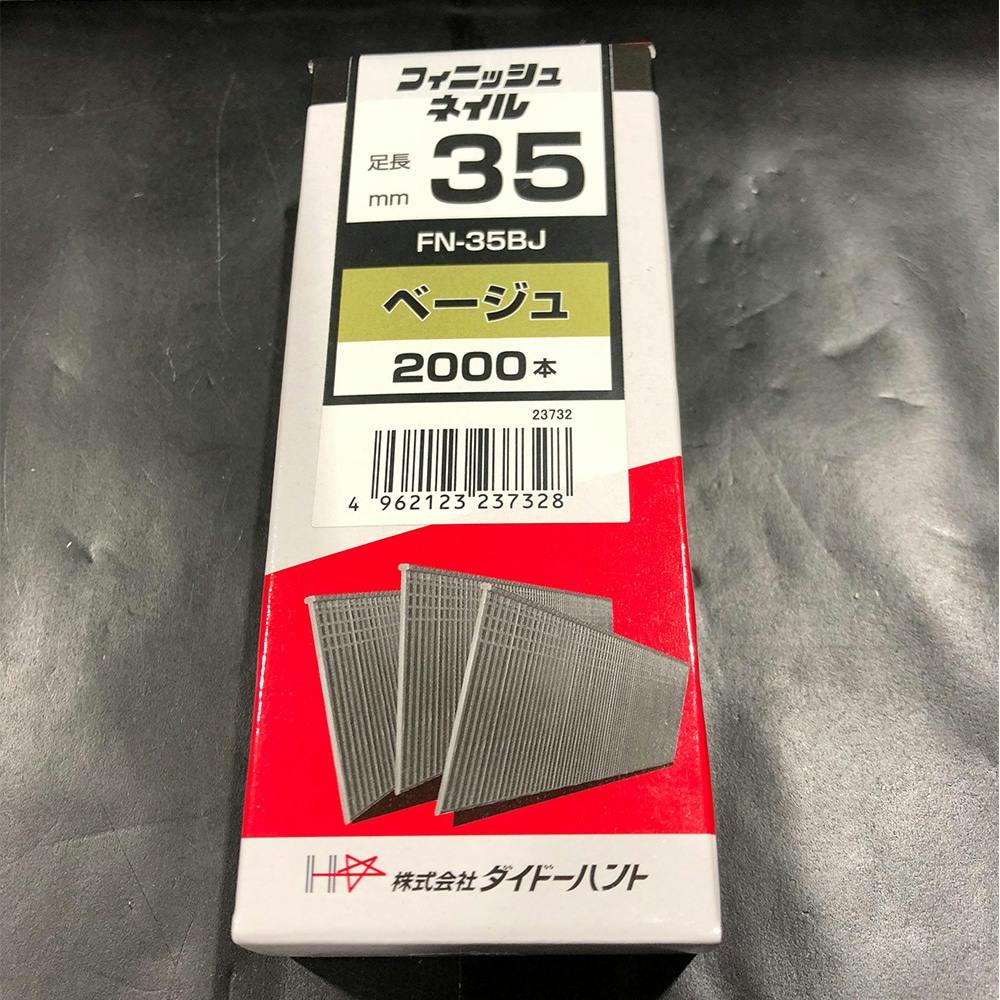 フィニッシュ
ネイル
足長
mm
35
FN-35BJ
ベージュ
2000本
23732
4 962123 237328
株式会社 ダイドーハント